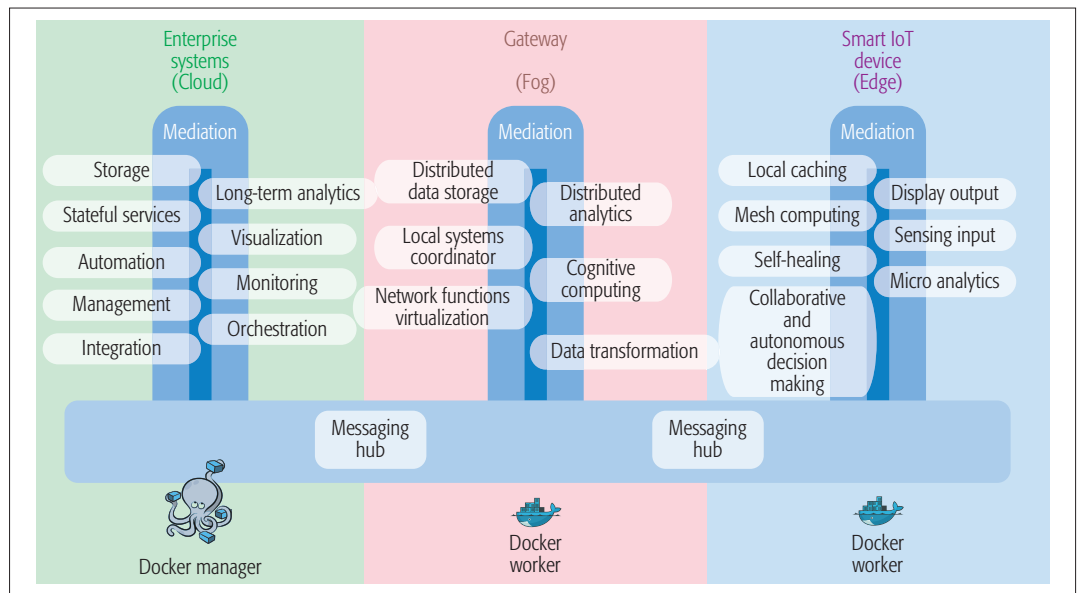 Enterprise
systems
(Cloud)
Mediation
Storage
Long-term analytics
Stateful services
Visualization
Automation
Monitoring
Management
Orchestration
Integration
Gateway
(Fog)
Mediation
Distributed
data storage
Distributed
analytics
Local systems
coordinator
Cognitive
computing
Network functions
virtualization
Data transformation
Smart IoT
device
(Edge)
Mediation
Local caching
Display output
Mesh computing
Sensing input
Self-healing
Micro analytics
Collaborative
and
autonomous
decision
making
Messaging
hub
Messaging
hub
Docker manager
Docker
worker
Docker
worker